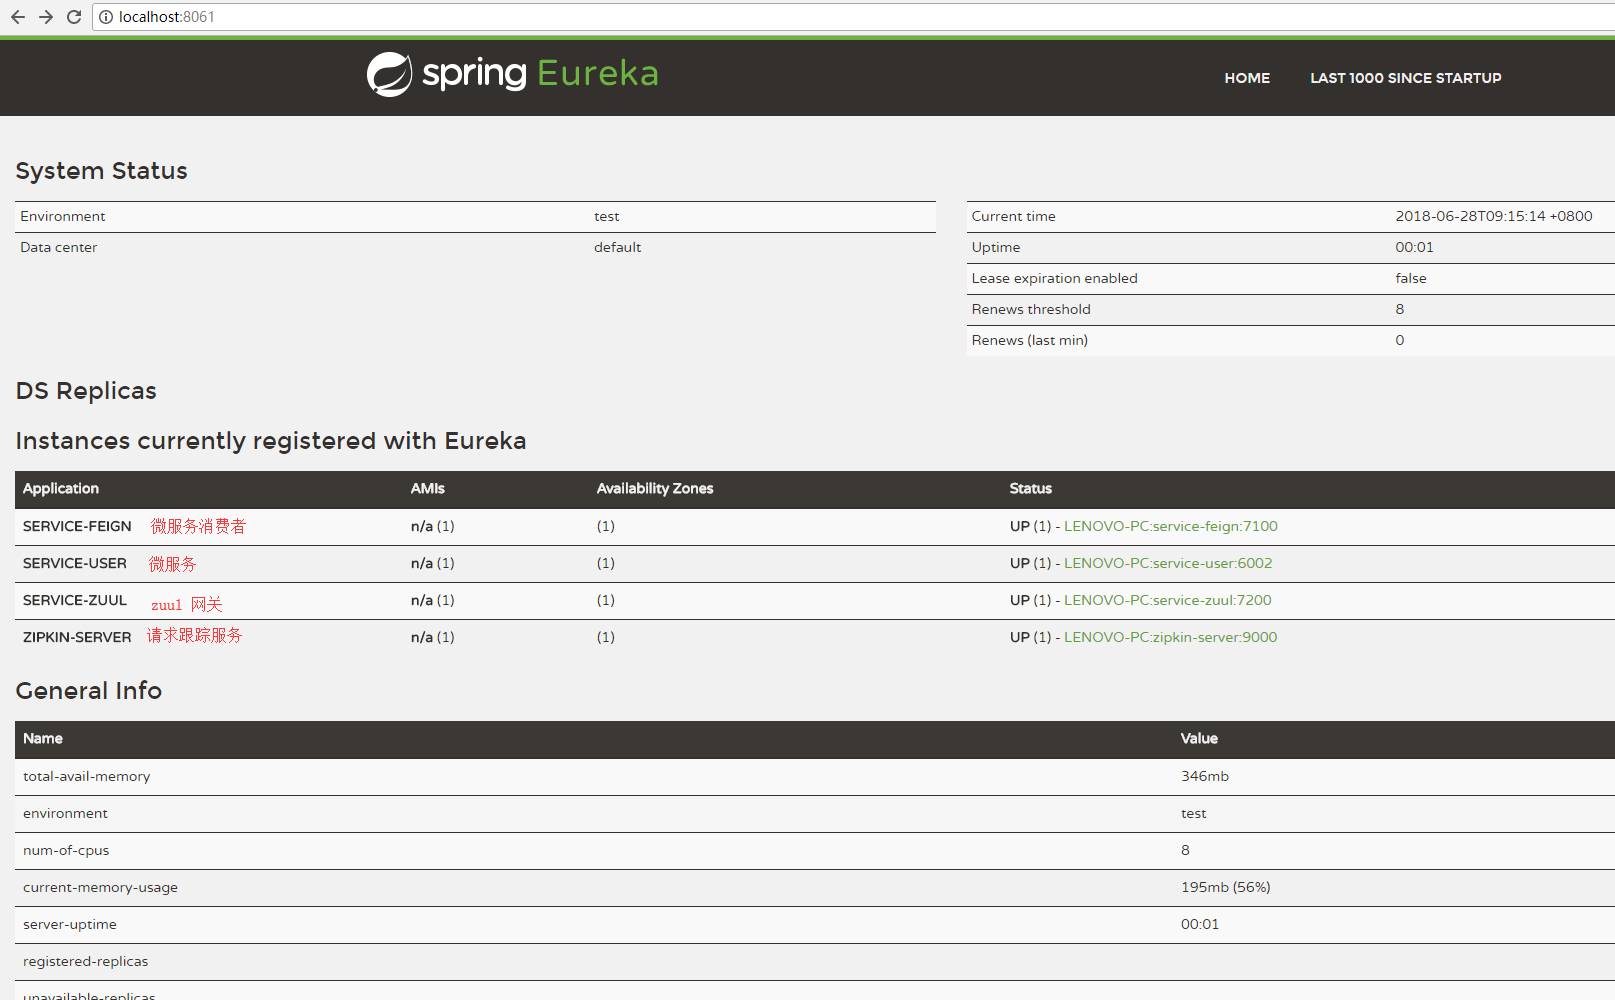 localhost:8061
spring Eureka
HOME LAST 1000 SINCE STARTUP
System Status
Environment test
Data center default
Current time 2018-06-28T09:15:14 +0800
Uptime 00:01
Lease expiration enabled false
Renews threshold 8
Renews (last min) 0
DS Replicas
Instances currently registered with Eureka
Application AMIs Availability Zones Status
SERVICE-FEIGN 微服务消费者 n/a (1) (1) UP (1) - LENOVO-PC:service-feign:7100
SERVICE-USER 微服务 n/a (1) (1) UP (1) - LENOVO-PC:service-user:6002
SERVICE-ZUUL zuul 网关 n/a (1) (1) UP (1) - LENOVO-PC:service-zuul:7200
ZIPKIN-SERVER 请求跟踪服务 n/a (1) (1) UP (1) - LENOVO-PC:zipkin-server:9000
General Info
Name Value
total-avail-memory 346mb
environment test
num-of-cpus 8
current-memory-usage 195mb (56%)
server-uptime 00:01
registered-replicas
unavailable-replicas